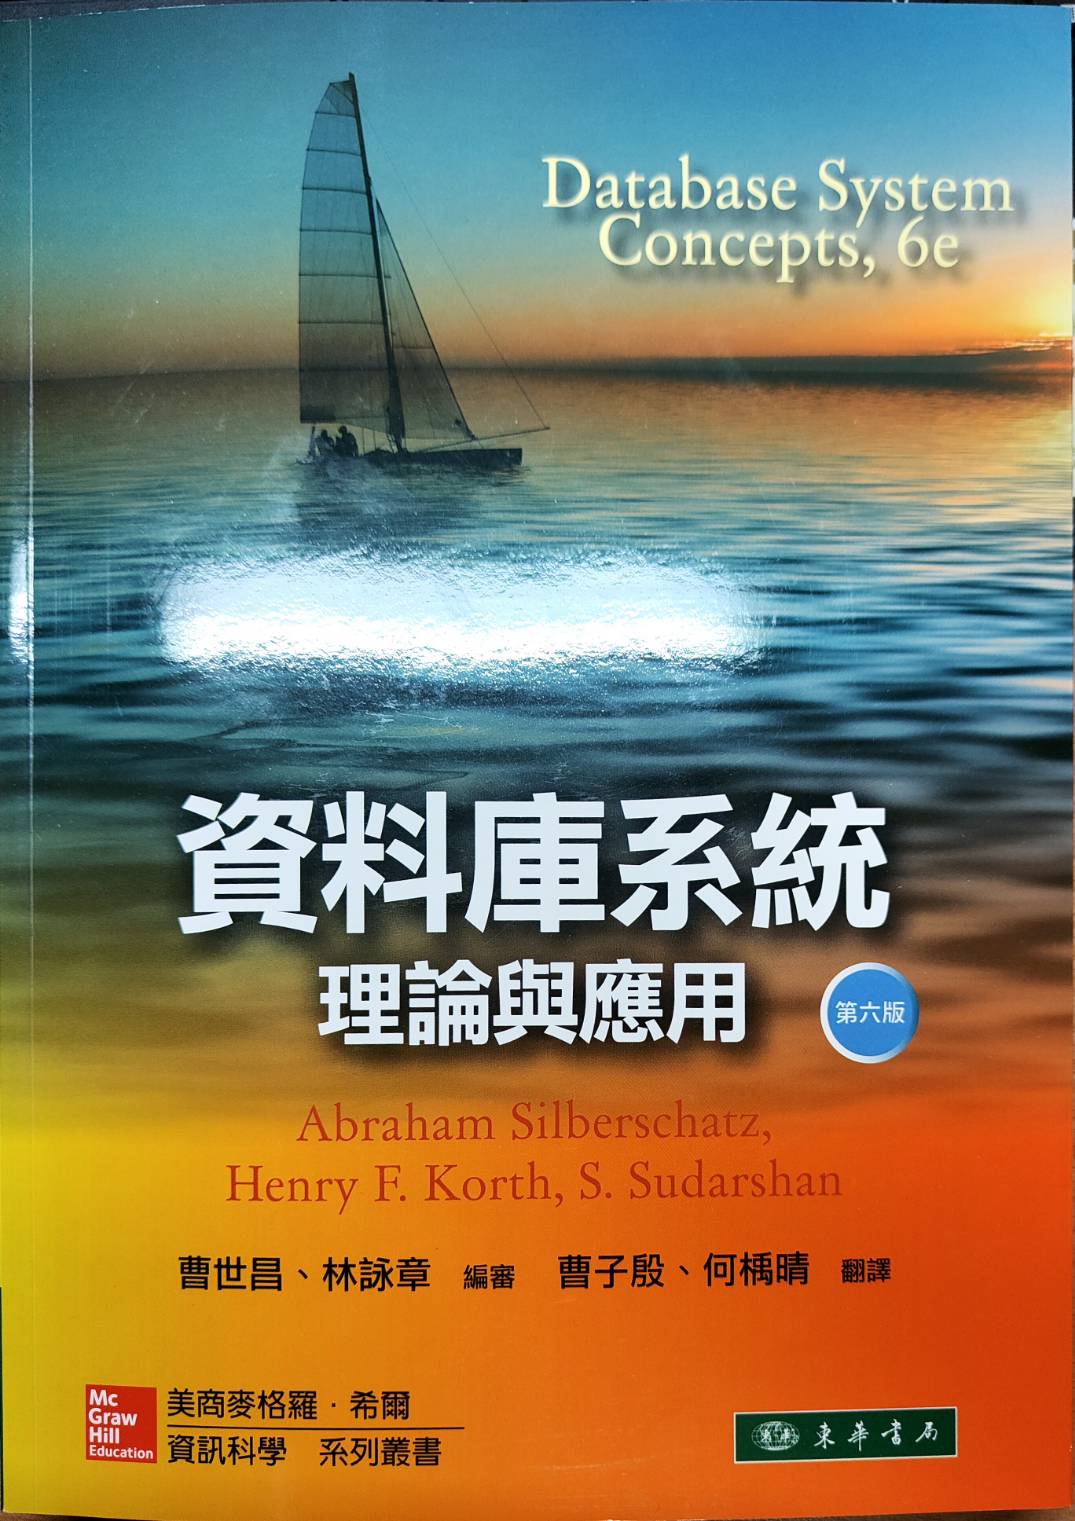 Database System
Concepts, 6e
資料庫系統
理論與應用
第六版
Abraham Silberschatz,
Henry F. Korth, S. Sudarshan
曹世昌、林詠章 編審 曹子殷、何楀晴 翻譯
Mc
Graw
Hill
Education
美商麥格羅·希爾
資訊科學 系列叢書
東華書局